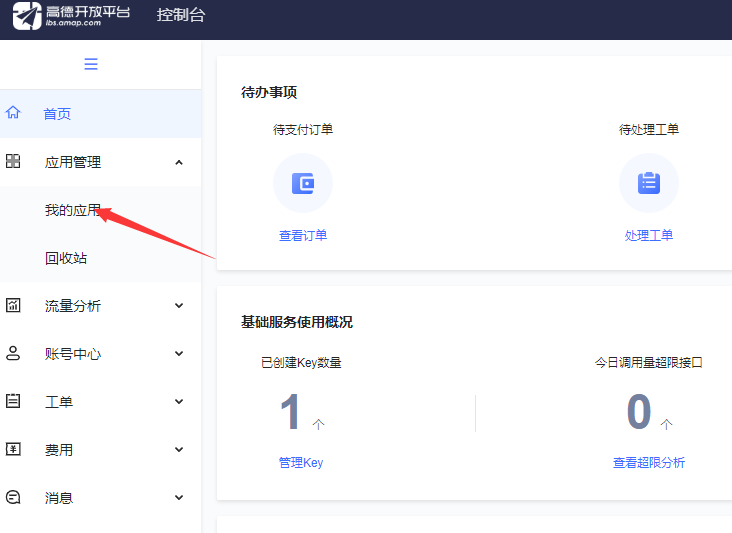 高德开放平台 控制台
lbs.amap.com
首页
应用管理
我的应用
回收站
流量分析
账号中心
工单
费用
消息
待办事项
待支付订单 待处理工单
查看订单 处理工单
基础服务使用概况
已创建Key数量 今日调用量超限接口
1 个 0 个
管理Key 查看超限分析